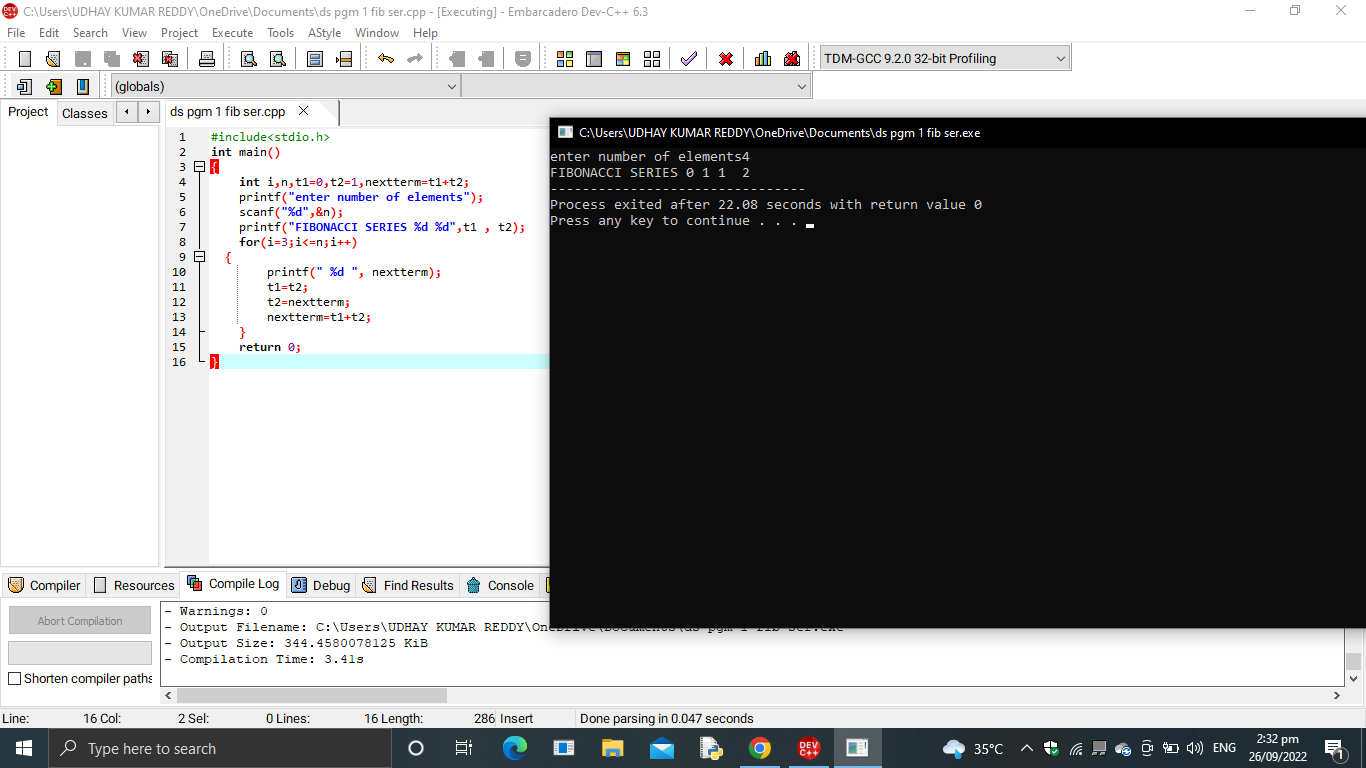 C:\Users\UDHAY KUMAR REDDY\OneDrive\Documents\ds pgm 1 fib ser.cpp - [Executing] - Embarcadero Dev-C++ 6.3
File Edit Search View Project Execute Tools AStyle Window Help
TDM-GCC 9.2.0 32-bit Profiling
(globals)
Project Classes
ds pgm 1 fib ser.cpp
1 #include<stdio.h>
2 int main()
3 {
4 int i,n,t1=0,t2=1,nextterm=t1+t2;
5 printf("enter number of elements");
6 scanf("%d",&n);
7 printf("FIBONACCI SERIES %d %d",t1 , t2);
8 for(i=3;i<=n;i++)
9 {
10 printf(" %d ", nextterm);
11 t1=t2;
12 t2=nextterm;
13 nextterm=t1+t2;
14 }
15 return 0;
16 }
C:\Users\UDHAY KUMAR REDDY\OneDrive\Documents\ds pgm 1 fib ser.exe
enter number of elements4
FIBONACCI SERIES 0 1 1  2
--------------------------------
Process exited after 22.08 seconds with return value 0
Press any key to continue . . .
Compiler Resources Compile Log Debug Find Results Console
Abort Compilation
Shorten compiler paths
- Warnings: 0
- Output Filename: C:\Users\UDHAY KUMAR REDDY\OneDrive\Documents\ds pgm 1 fib ser.exe
- Output Size: 344.4580078125 KiB
- Compilation Time: 3.41s
Line: 16 Col: 2 Sel: 0 Lines: 16 Length: 286 Insert Done parsing in 0.047 seconds
Type here to search
DEV C++
35°C
ENG
2:32 pm
26/09/2022
1